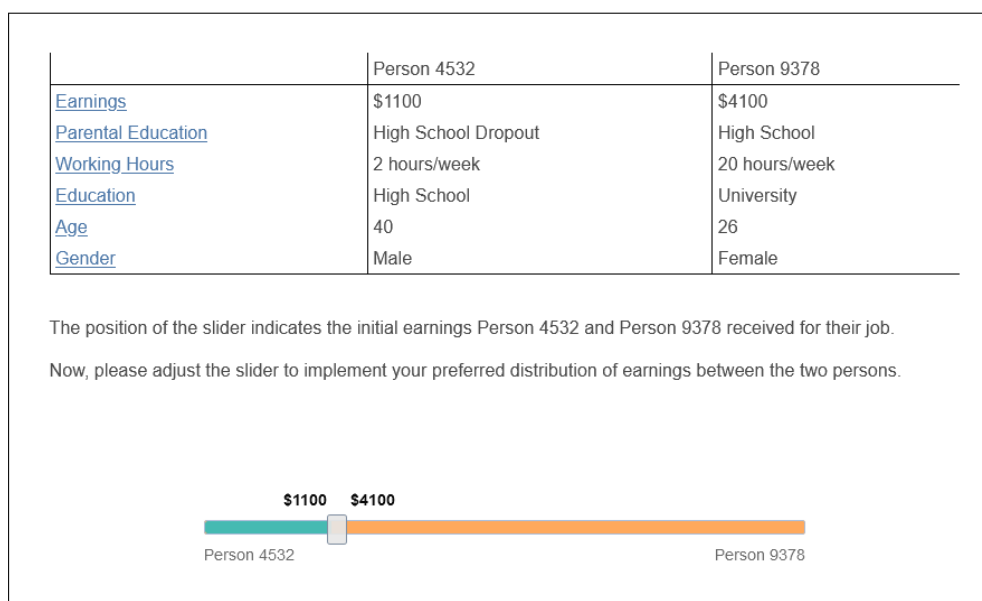 Person 4532 Person 9378
Earnings $1100 $4100
Parental Education High School Dropout High School
Working Hours 2 hours/week 20 hours/week
Education High School University
Age 40 26
Gender Male Female
The position of the slider indicates the initial earnings Person 4532 and Person 9378 received for their job.
Now, please adjust the slider to implement your preferred distribution of earnings between the two persons.
$1100 $4100
Person 4532 Person 9378